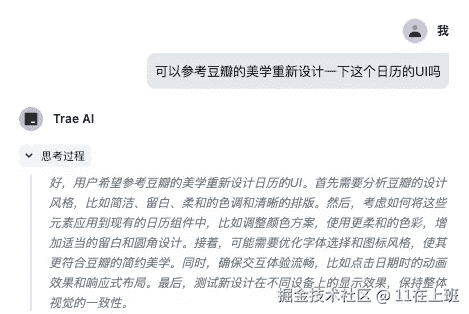 我
可以参考豆瓣的美学重新设计一下这个日历的UI吗
Trae AI
思考过程
好，用户希望参考豆瓣的美学重新设计日历的UI。首先需要分析豆瓣的设计
风格，比如简洁、留白、柔和的色调和清晰的排版。然后，考虑如何将这些
元素应用到现有的日历组件中，比如调整颜色方案，使用更柔和的色彩，增
加适当的留白和圆角设计。接着，可能需要优化字体选择和图标风格，使其
更符合豆瓣的简约美学。同时，确保交互体验流畅，比如点击日期时的动画
效果和响应式布局。最后，测试新设计在不同设备上的显示效果，保持整体
视觉的一致性。
掘金技术社区 @ 11在上班